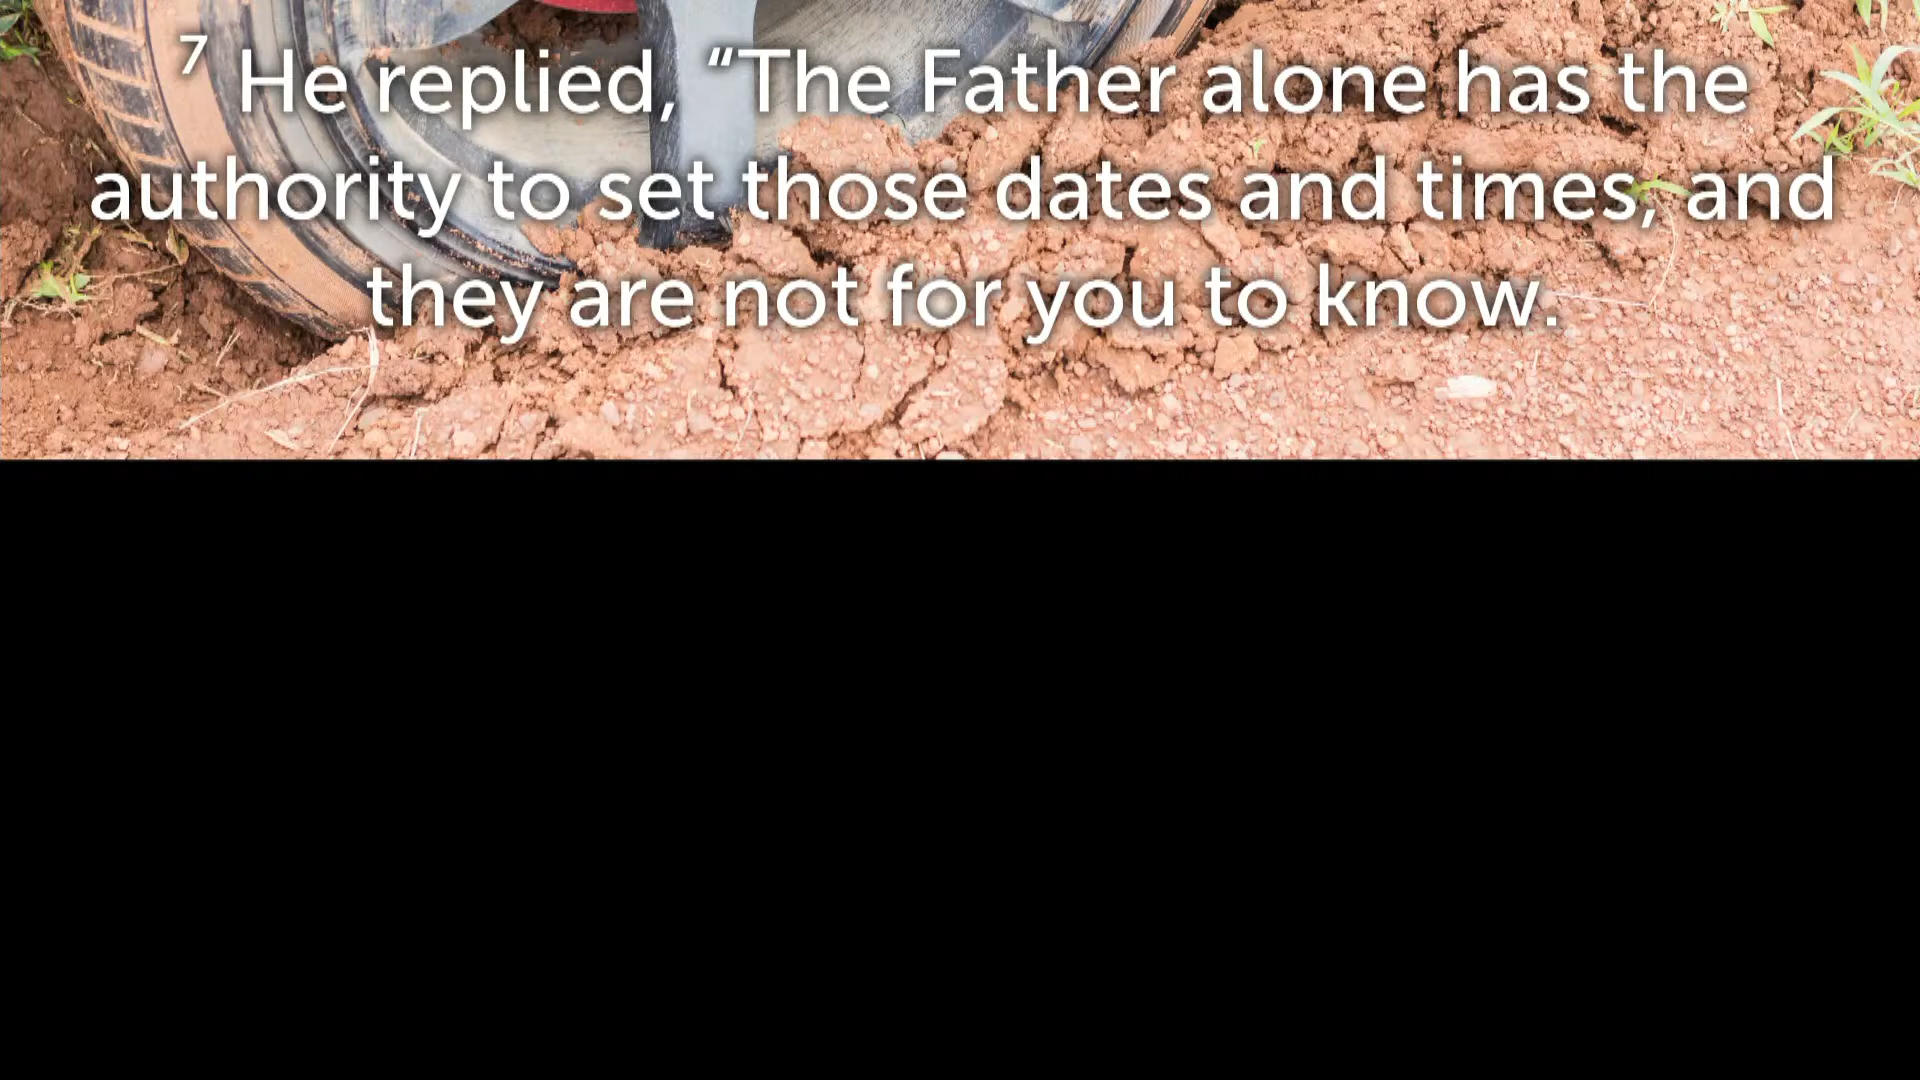 ⁷ He replied, “The Father alone has the
authority to set those dates and times, and
they are not for you to know.